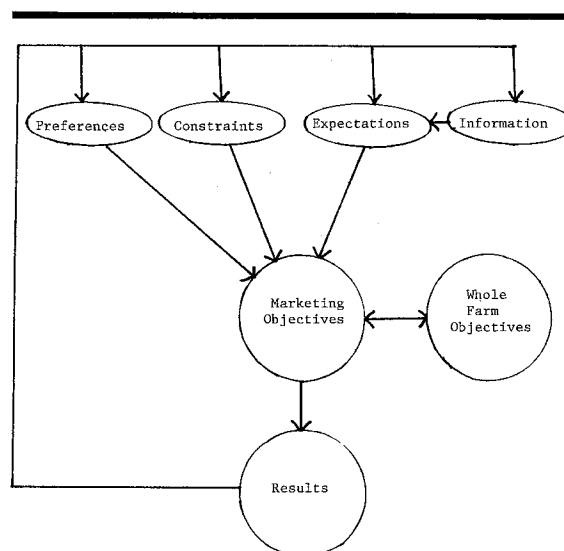 Preferences
Constraints
Expectations
Information
Marketing
Objectives
Whole
Farm
Objectives
Results